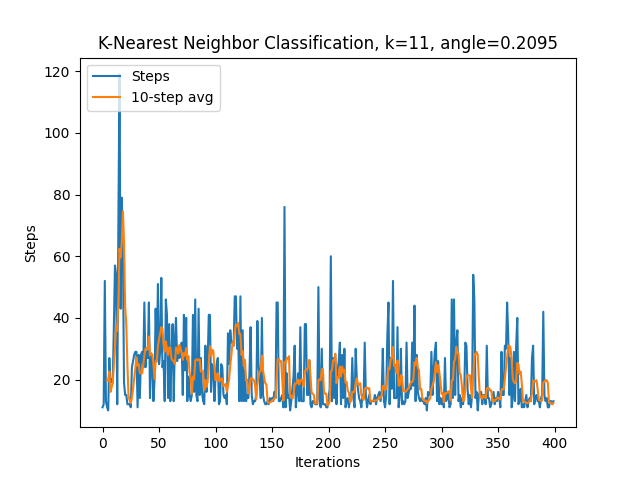 K-Nearest Neighbor Classification, k=11, angle=0.2095
Steps
10-step avg
120
100
80
60
40
20
Steps
0 50 100 150 200 250 300 350 400
Iterations